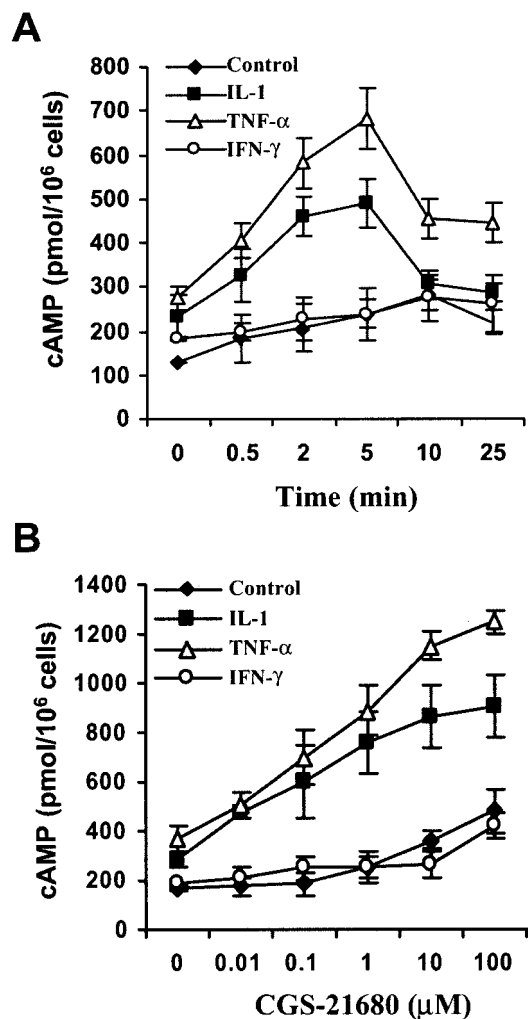 A
Control
IL-1
TNF-α
IFN-γ
cAMP (pmol/10⁶ cells)
800
700
600
500
400
300
200
100
0
0 0.5 2 5 10 25
Time (min)
B
Control
IL-1
TNF-α
IFN-γ
cAMP (pmol/10⁶ cells)
1400
1200
1000
800
600
400
200
0
0 0.01 0.1 1 10 100
CGS-21680 (μM)